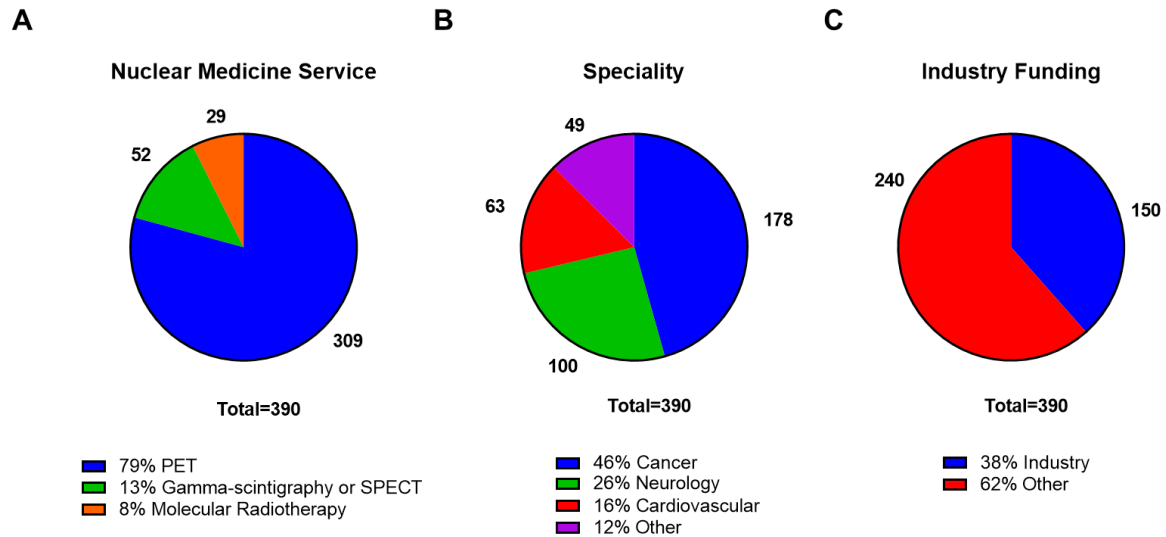 A
Nuclear Medicine Service
29
52
309
Total=390
79% PET
13% Gamma-scintigraphy or SPECT
8% Molecular Radiotherapy
B
Speciality
49
63
178
100
Total=390
46% Cancer
26% Neurology
16% Cardiovascular
12% Other
C
Industry Funding
240
150
Total=390
38% Industry
62% Other